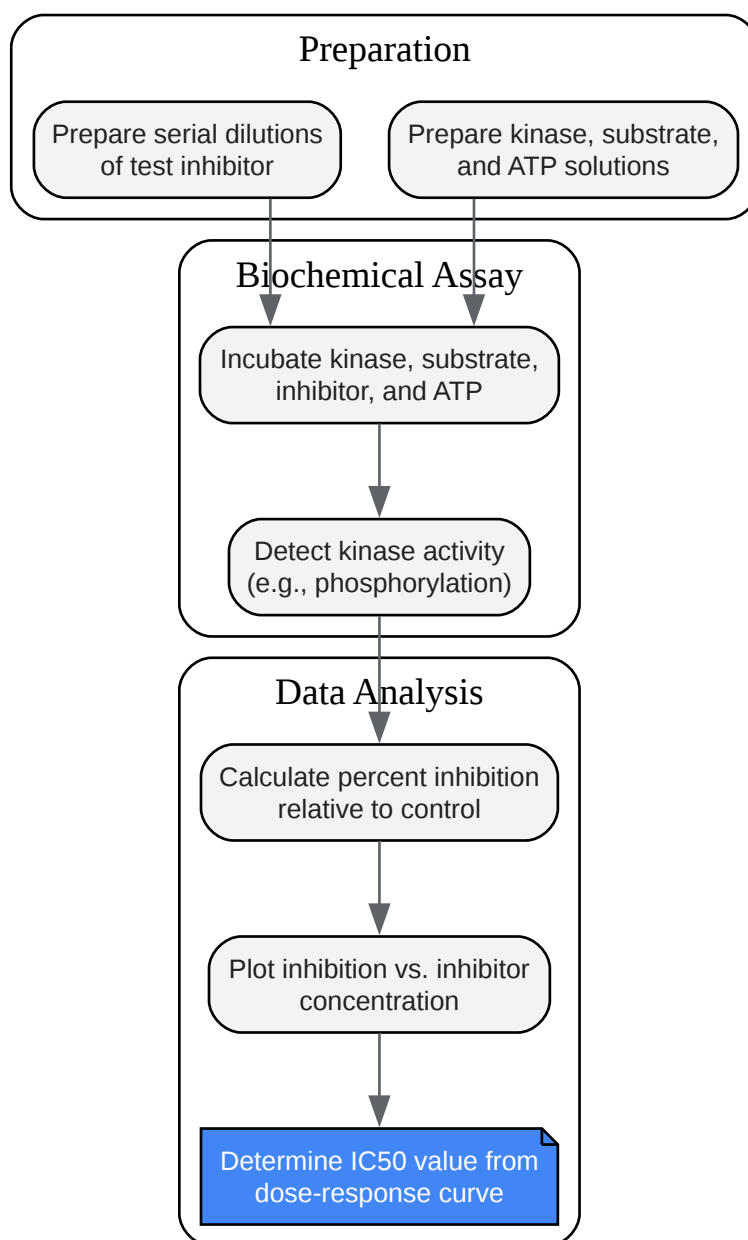 Preparation
Prepare serial dilutions
of test inhibitor
Prepare kinase, substrate,
and ATP solutions
Biochemical Assay
Incubate kinase, substrate,
inhibitor, and ATP
Detect kinase activity
(e.g., phosphorylation)
Data Analysis
Calculate percent inhibition
relative to control
Plot inhibition vs. inhibitor
concentration
Determine IC50 value from
dose-response curve